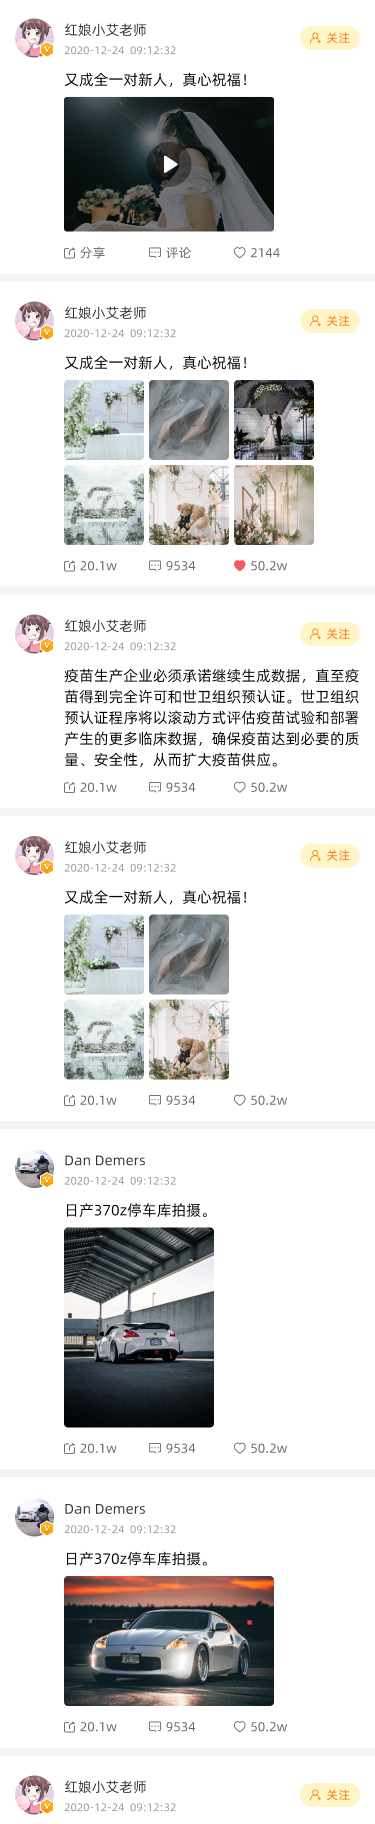 红娘小艾老师
关注
2020-12-24 09:12:32
又成全一对新人，真心祝福！
分享
评论
2144
红娘小艾老师
关注
2020-12-24 09:12:32
又成全一对新人，真心祝福！
20.1w
9534
50.2w
红娘小艾老师
关注
2020-12-24 09:12:32
疫苗生产企业必须承诺继续生成数据，直至疫
苗得到完全许可和世卫组织预认证。世卫组织
预认证程序将以滚动方式评估疫苗试验和部署
产生的更多临床数据，确保疫苗达到必要的质
量、安全性，从而扩大疫苗供应。
20.1w
9534
50.2w
红娘小艾老师
关注
2020-12-24 09:12:32
又成全一对新人，真心祝福！
20.1w
9534
50.2w
Dan Demers
2020-12-24 09:12:32
日产370z停车库拍摄。
20.1w
9534
50.2w
Dan Demers
2020-12-24 09:12:32
日产370z停车库拍摄。
20.1w
9534
50.2w
红娘小艾老师
关注
2020-12-24 09:12:32